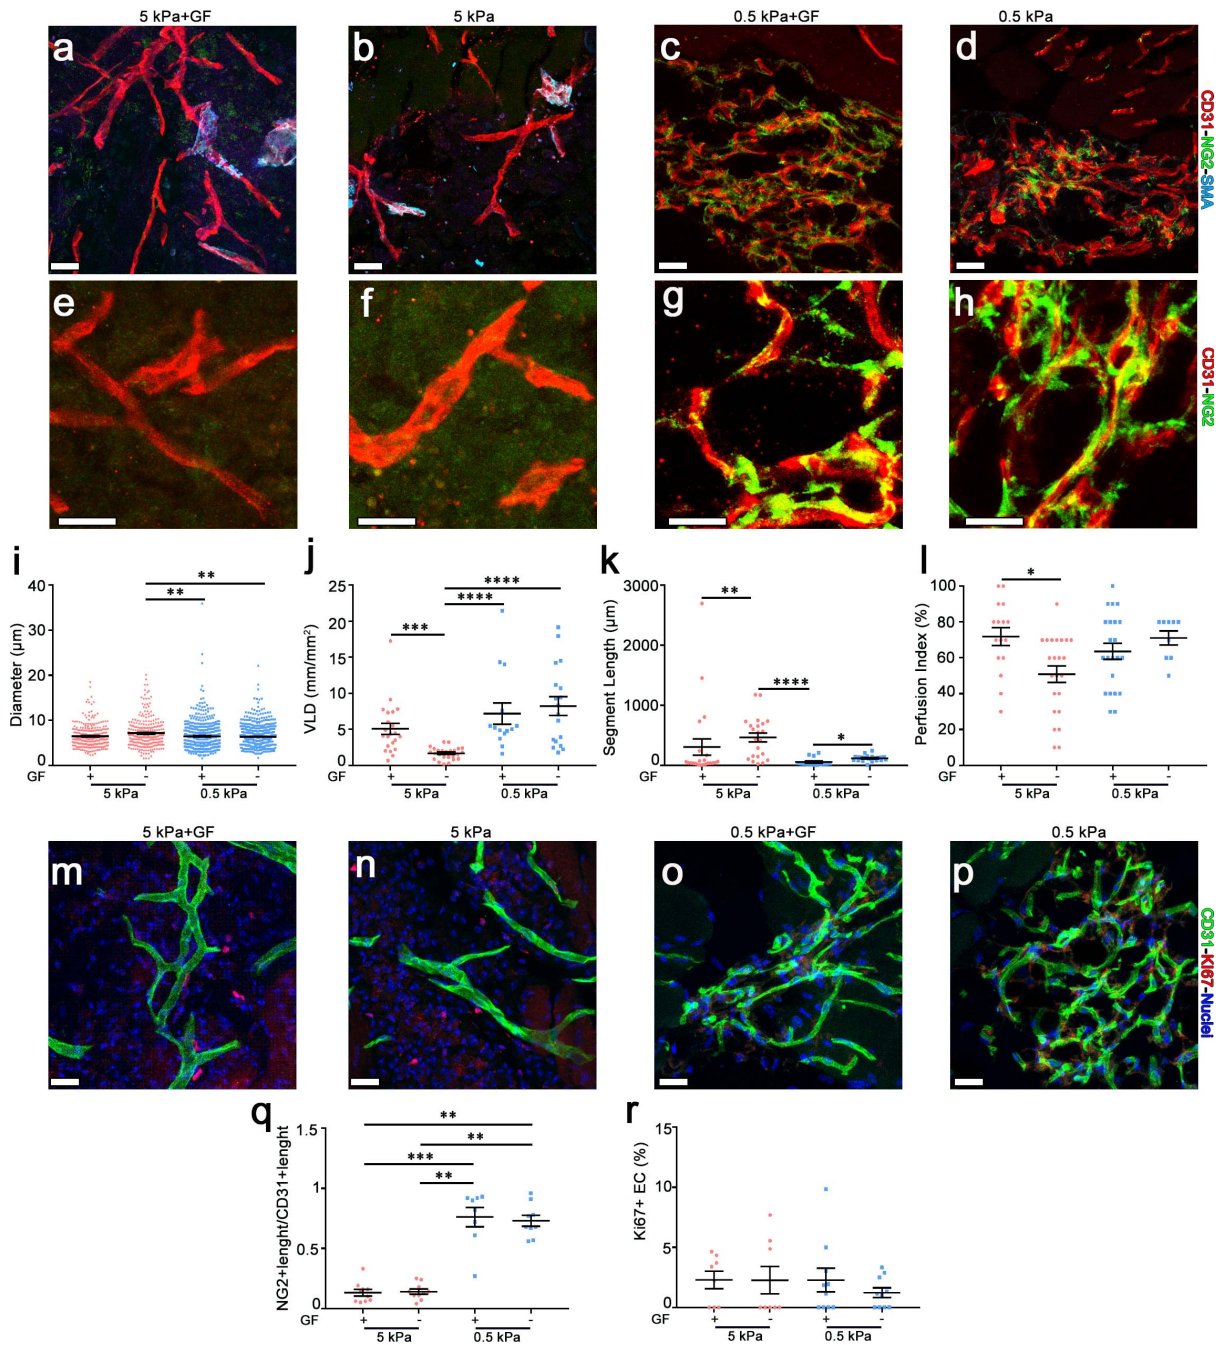 5 kPa+GF
5 kPa
0.5 kPa+GF
0.5 kPa
a
b
c
d
CD31-NG2-SMA
e
f
g
h
CD31-NG2
i
j
k
l
**
**
40
30
20
10
0
Diameter (µm)
GF
+
-
+
-
5 kPa
0.5 kPa
****
****
***
25
20
15
10
5
0
VLD (mm/mm²)
+
-
+
-
5 kPa
0.5 kPa
**
****
*
3000
2000
1000
0
Segment Length (µm)
GF
+
-
+
-
5 kPa
0.5 kPa
*
100
80
60
40
20
0
Perfusion Index (%)
GF
+
-
+
-
5 kPa
0.5 kPa
5 kPa+GF
5 kPa
0.5 kPa+GF
0.5 kPa
m
n
o
p
CD31-KI67-Nuclei
q
**
**
***
**
1.5
1
0.5
0
NG2+lenght/CD31+lenght
GF
+
-
+
-
5 kPa
0.5 kPa
r
15
10
5
0
Ki67+ EC (%)
GF
+
-
+
-
5 kPa
0.5 kPa